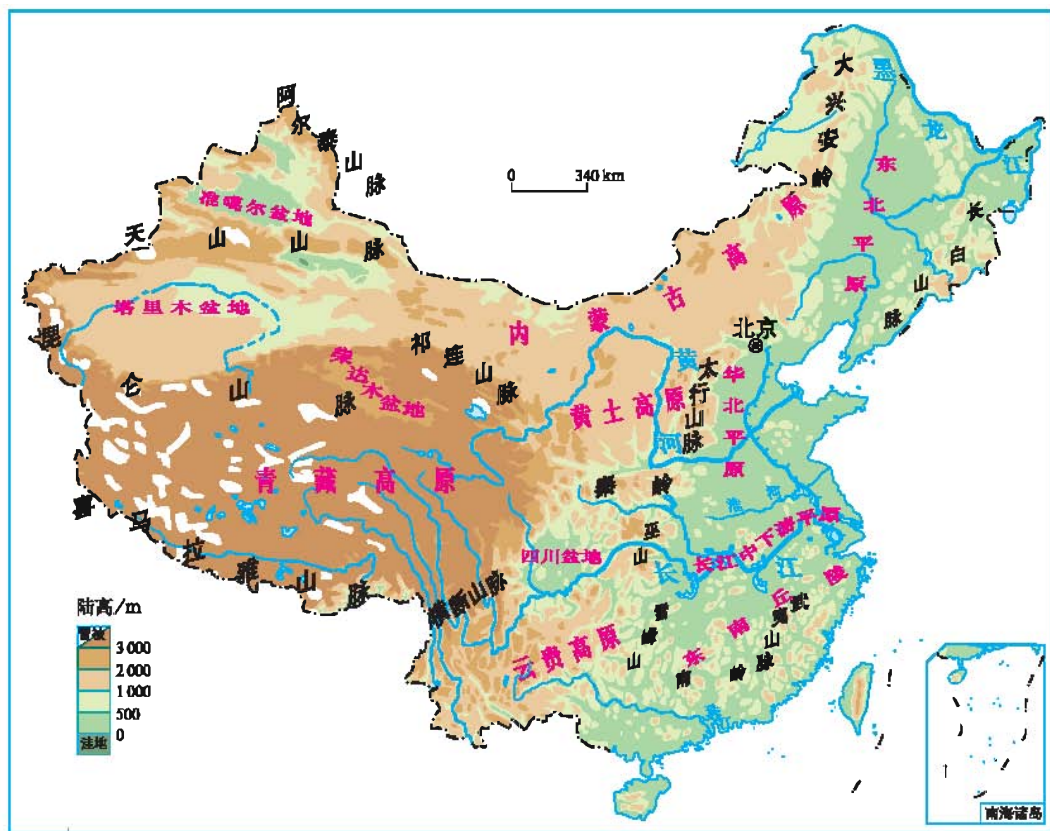 阿尔泰山脉
大兴安岭
黑龙江
0 340 km
东北平原
准噶尔盆地
天山山脉
长白山脉
内蒙古高原
塔里木盆地
北京
昆仑山脉
祁连山脉
柴达木盆地
黄河
太行山脉
华北平原
黄土高原
青藏高原
秦岭
淮河
喜马拉雅山脉
巫山
四川盆地
长江中下游平原
长江
横断山脉
陆高/m
雪被
3 000
2 000
1 000
500
0
洼地
云贵高原
雪峰山
武夷山脉
东南丘陵
南岭
南海诸岛